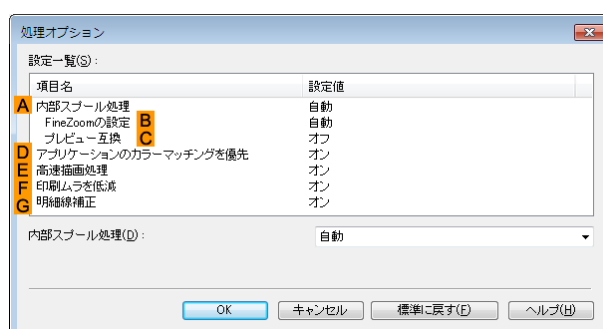 処理オプション
設定一覧(S):
項目名 設定値
A 内部スプール処理 自動
FineZoomの設定 B 自動
プレビュー互換 C オフ
D アプリケーションのカラーマッチングを優先 オン
E 高速描画処理 オン
F 印刷ムラを低減 オン
G 明細線補正 オン
内部スプール処理(D): 自動
OK キャンセル 標準に戻す(F) ヘルプ(H)